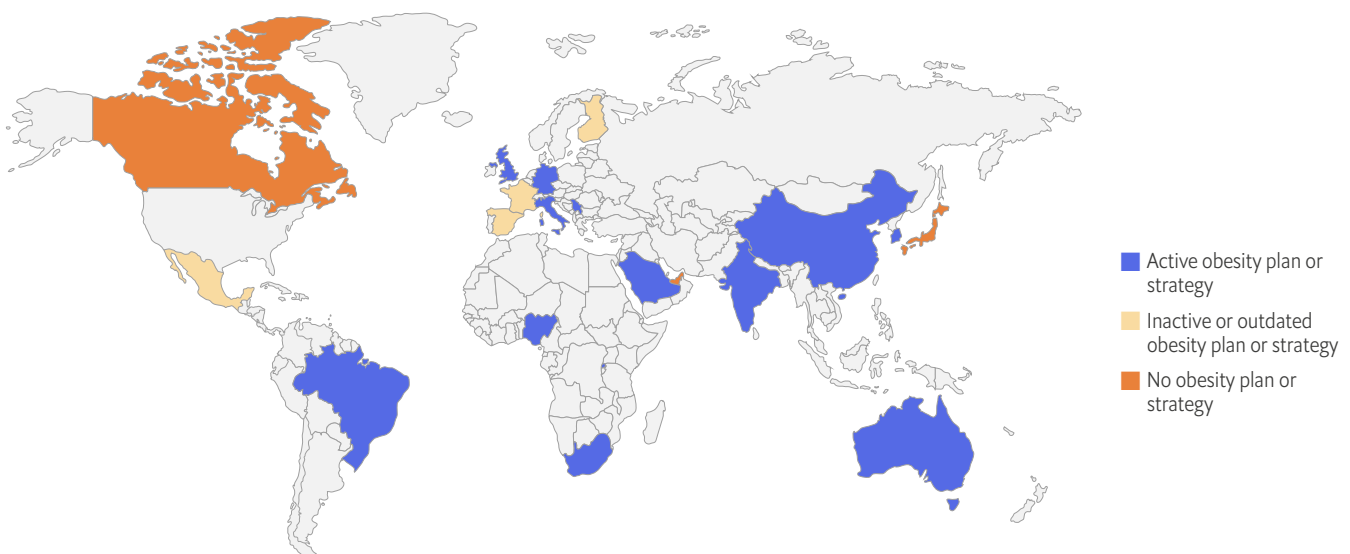 Active obesity plan or
strategy
Inactive or outdated
obesity plan or strategy
No obesity plan or
strategy